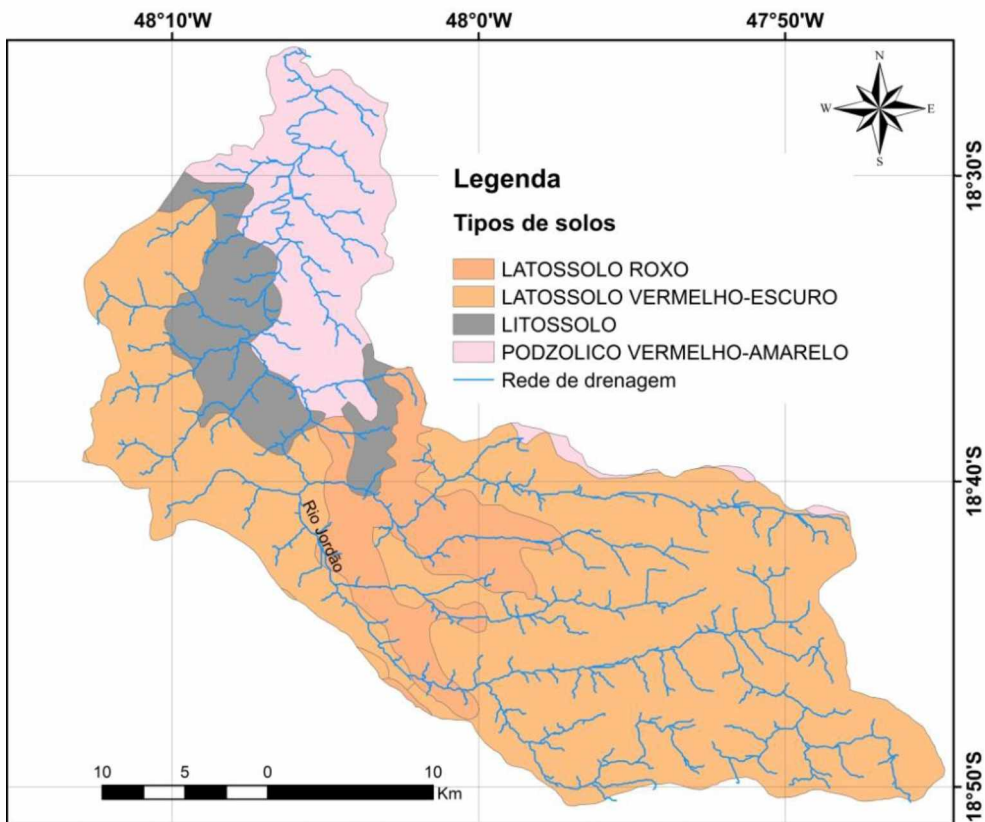 48°10'W 48°0'W 47°50'W
N
W E
S
18°30'S
Legenda
Tipos de solos
LATOSSOLO ROXO
LATOSSOLO VERMELHO-ESCURO
LITOSSOLO
PODZOLICO VERMELHO-AMARELO
Rede de drenagem
18°40'S
Rio Jordão
10 5 0 10
Km
18°50'S